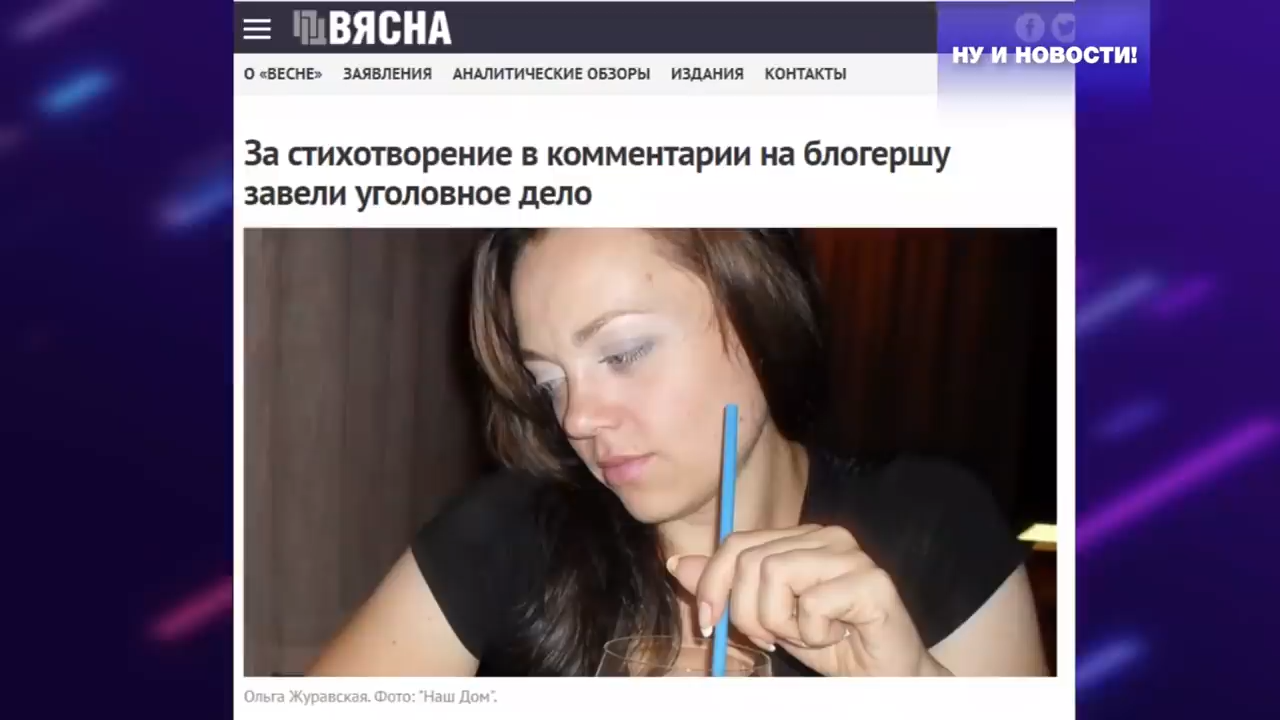 ВЯСНА
НУ И НОВОСТИ!
О «ВЕСНЕ» ЗАЯВЛЕНИЯ АНАЛИТИЧЕСКИЕ ОБЗОРЫ ИЗДАНИЯ КОНТАКТЫ
За стихотворение в комментарии на блогершу
завели уголовное дело
Ольга Журавская. Фото: "Наш Дом".